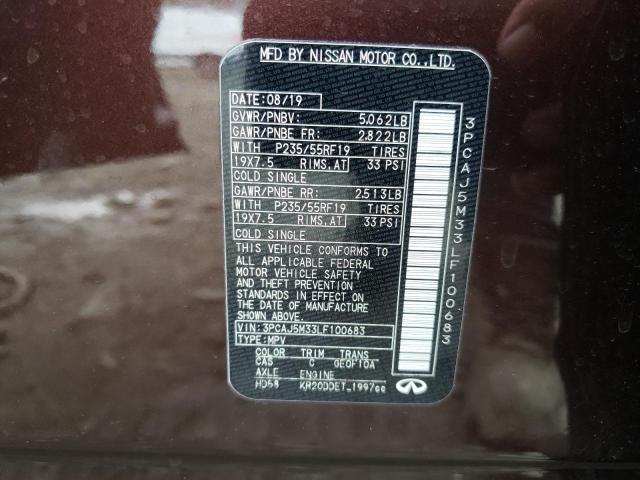 MFD BY NISSAN MOTOR CO.,LTD.
DATE: 08/19
GVWR/PNBV: 5,062LB
GAWR/PNBE FR: 2,822LB
WITH P235/55RF19 TIRES
19X7.5 RIMS,AT 33 PSI
COLD SINGLE
GAWR/PNBE RR: 2,513LB
WITH P235/55RF19 TIRES
19X7.5 RIMS,AT 33 PSI
COLD SINGLE
THIS VEHICLE CONFORMS TO
ALL APPLICABLE FEDERAL
MOTOR VEHICLE SAFETY
AND THEFT PREVENTION
STANDARDS IN EFFECT ON
THE DATE OF MANUFACTURE
SHOWN ABOVE.
VIN: 3PCAJ5M33LF100683
TYPE: MPV
COLOR TRIM TRANS
CAS C GE0F10A
AXLE ENGINE
HD58 KR20DDET_1997cc
3PCAJ5M33LF100683